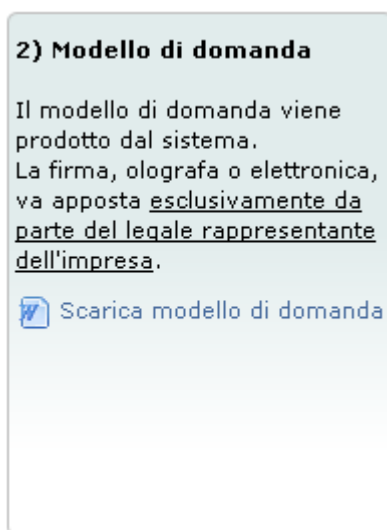 2) Modello di domanda
Il modello di domanda viene
prodotto dal sistema.
La firma, olografa o elettronica,
va apposta esclusivamente da
parte del legale rappresentante
dell'impresa.
Scarica modello di domanda